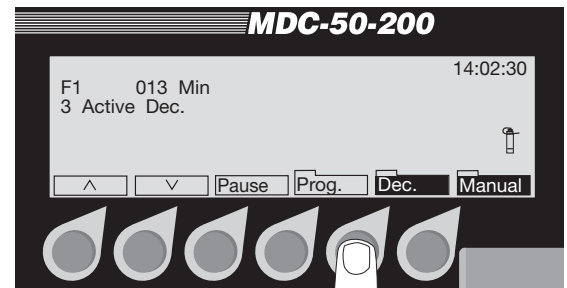 MDC-50-200
14:02:30
F1 013 Min
3 Active Dec.
∧ ∨ Pause Prog. Dec. Manual